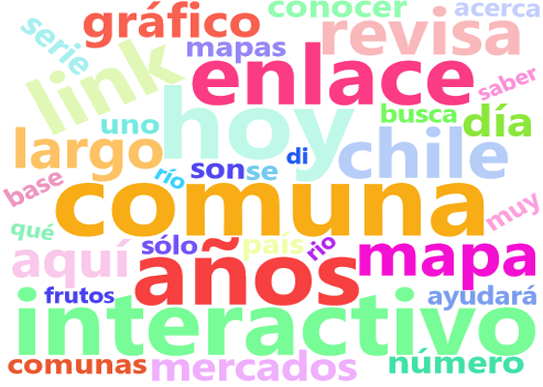 conocer
acerca
gráfico
serie
revisa
mapas
link
enlace
saber
hoy
busca
día
uno
largo
chile
di
son
se
río
base
comuna
muy
qué
sólo
país
rio
mapa
aquí
años
frutos
ayudará
interactivo
comunas
mercados
número